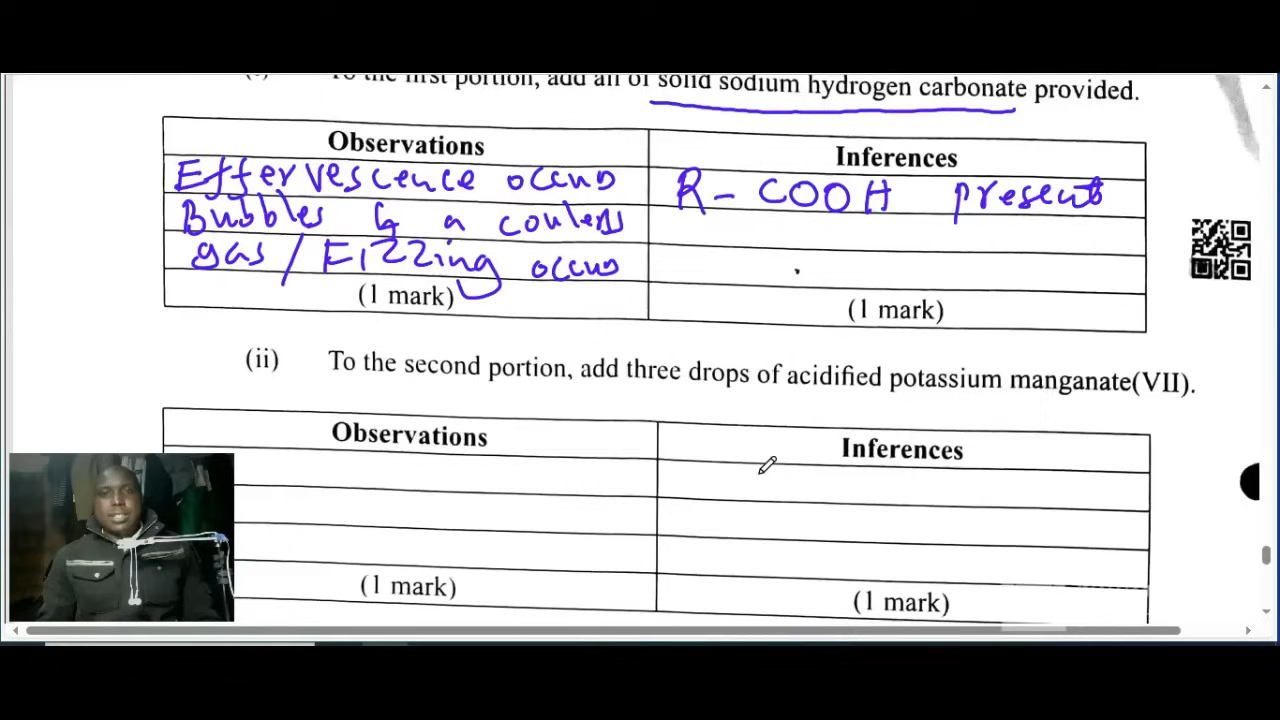 To the first portion, add all of solid sodium hydrogen carbonate provided.
Observations
Inferences
Effervescence occurs
R-COOH present
Bubbles of a
gas / Fizzing occurs
(1 mark)
(1 mark)
(ii) To the second portion, add three drops of acidified potassium manganate(VII).
Observations
Inferences
(1 mark)
(1 mark)